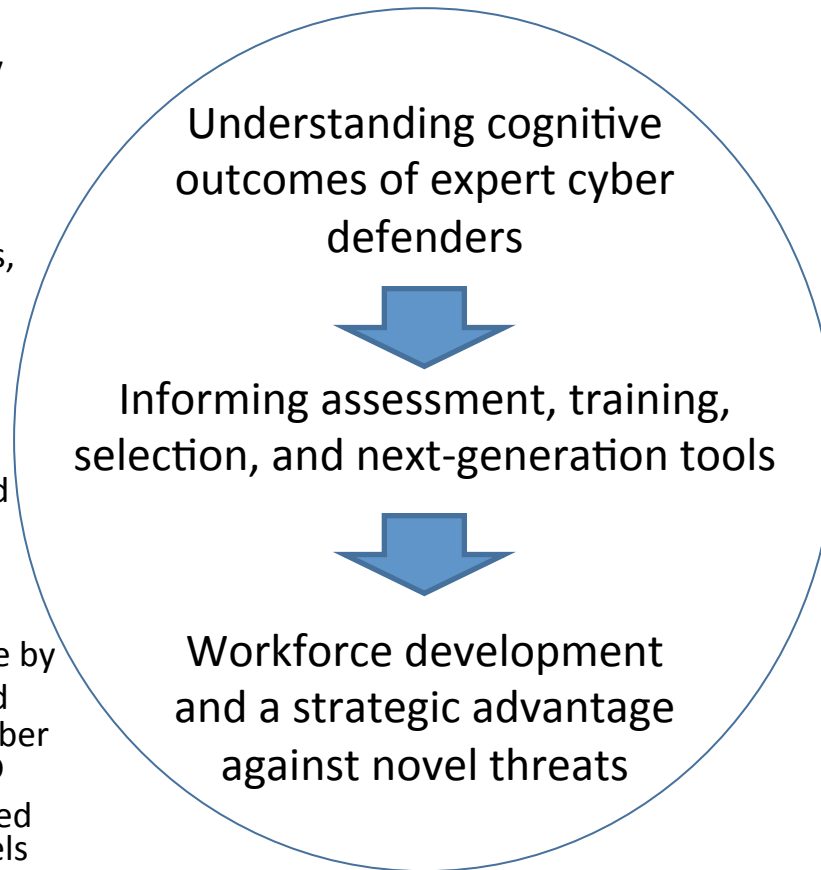 Understanding cognitive
outcomes of expert cyber
defenders
Informing assessment, training,
selection, and next-generation tools
Workforce development
and a strategic advantage
against novel threats
e by